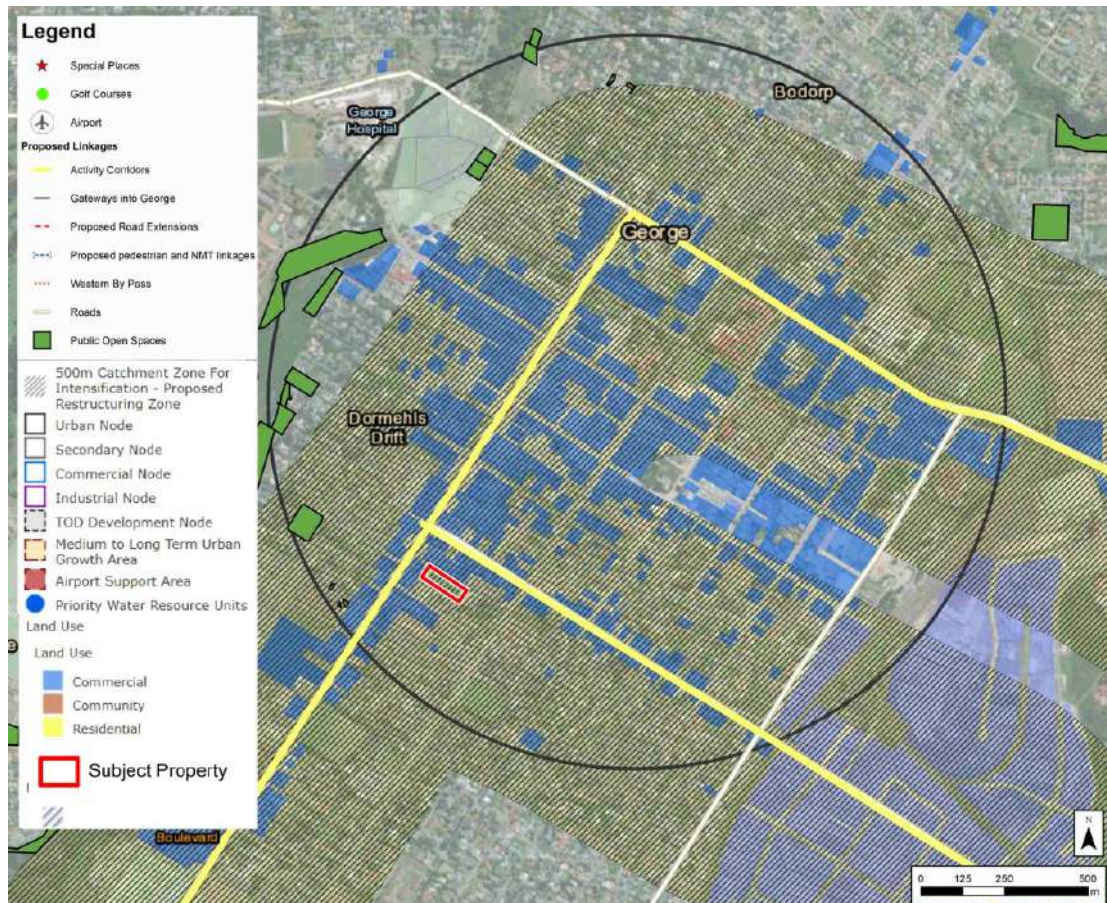 Legend
Special Places
Golf Courses
Airport
Proposed Linkages
Activity Corridors
Gateways into George
Proposed Road Extensions
Proposed pedestrian and NMT linkages
Western By Pass
Roads
Public Open Spaces
500m Catchment Zone For
Intensification - Proposed
Restructuring Zone
Urban Node
Secondary Node
Commercial Node
Industrial Node
TOD Development Node
Medium to Long Term Urban
Growth Area
Airport Support Area
Priority Water Resource Units
Land Use
Land Use
Commercial
Community
Residential
Subject Property
George
Hospital
Bodorp
George
Dormehls
Drift
Boulevard
N
0 125 250 500
m